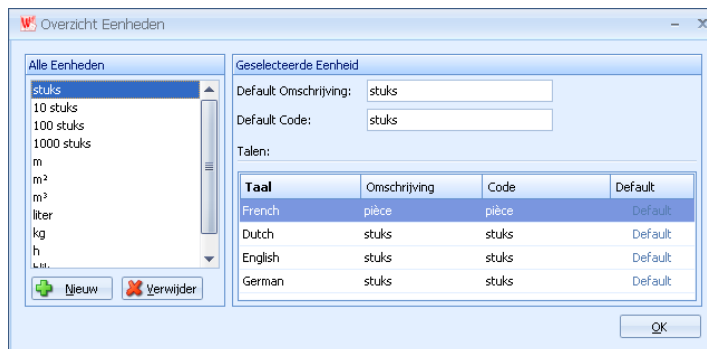 Overzicht Eenheden
Alle Eenheden
stuks
10 stuks
100 stuks
1000 stuks
m
m²
m³
liter
kg
h
Nieuw
Verwijder
Geselecteerde Eenheid
Default Omschrijving: stuks
Default Code: stuks
Talen:
Taal Omschrijving Code Default
French pièce pièce Default
Dutch stuks stuks Default
English stuks stuks Default
German stuks stuks Default
OK